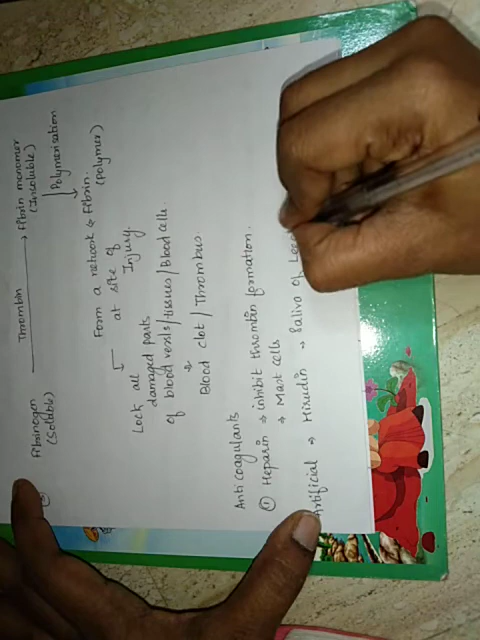 Fibrinogen Thrombin → Fibrin monomer
(Soluble) (Insoluble)
↓ Polymerisation
Form a network ← Fibrin.
at site of (Polymer)
Injury.
Lock all
damaged parts
of blood vessls/tissues/blood cells.
↓
Blood clot/Thrombus.
Anticoagulants
① Heparin → inhibit thrombin formation.
→ Mast cells
Artificial → Hirudin → Saliva of